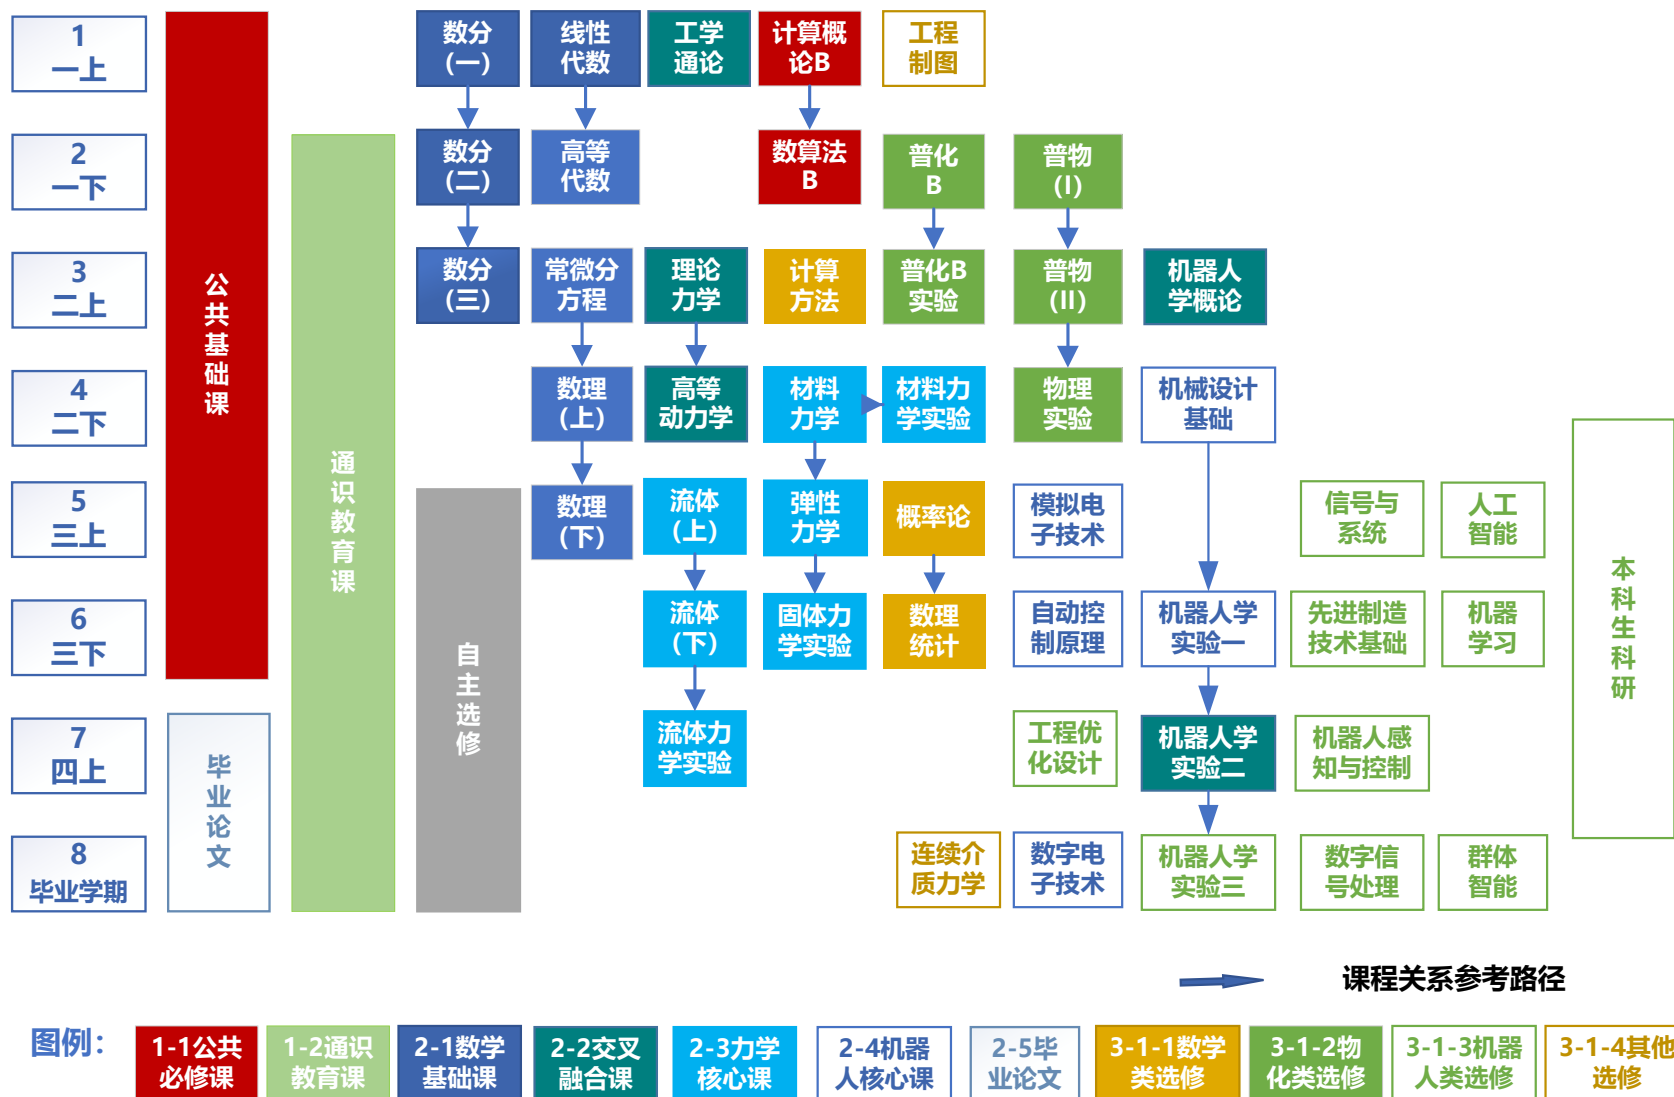 1
一上
数分
(一)
线性
代数
工学
通论
计算概
论B
工程
制图
2
一下
数分
(二)
高等
代数
数算法
B
普化
B
普物
(I)
3
二上
数分
(三)
常微分
方程
理论
力学
计算
方法
普化B
实验
普物
(II)
机器人
学概论
公共基础课
4
二下
数理
(上)
高等
动力学
材料
力学
材料力
学实验
物理
实验
机械设计
基础
通识教育课
5
三上
数理
(下)
流体
(上)
弹性
力学
概率论
模拟电
子技术
信号与
系统
人工
智能
本科生科研
6
三下
自主选修
流体
(下)
固体力
学实验
数理
统计
自动控
制原理
机器人学
实验一
先进制造
技术基础
机器
学习
7
四上
毕业论文
流体力
学实验
工程优
化设计
机器人学
实验二
机器人感
知与控制
8
毕业学期
连续介
质力学
数字电
子技术
机器人学
实验三
数字信
号处理
群体
智能
课程关系参考路径
图例：
1-1公共
必修课
1-2通识
教育课
2-1数学
基础课
2-2交叉
融合课
2-3力学
核心课
2-4机器
人核心课
2-5毕
业论文
3-1-1数学
类选修
3-1-2物
化类选修
3-1-3机器
人类选修
3-1-4其他
选修